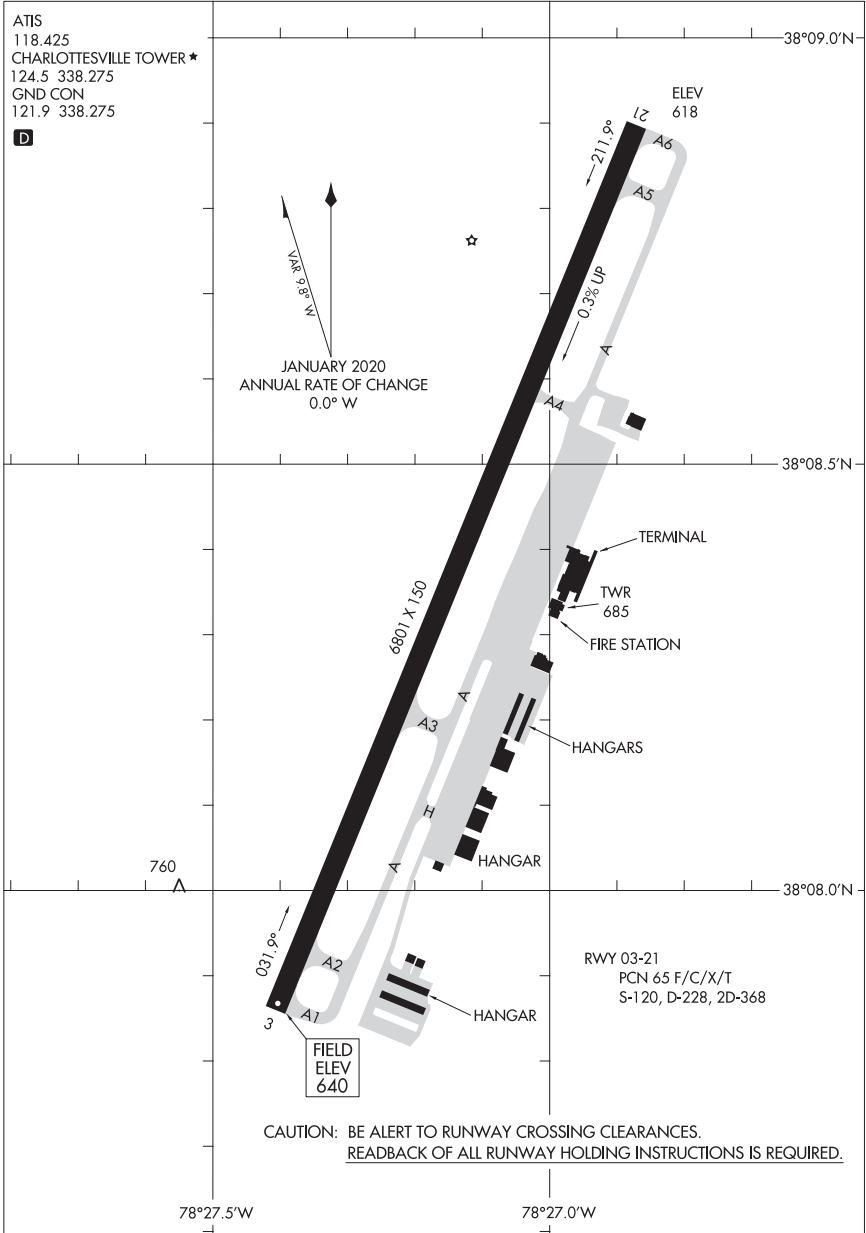 ATIS
118.425
CHARLOTTESVILLE TOWER ★
124.5 338.275
GND CON
121.9 338.275
D
38°09.0'N
ELEV
618
21
211.9°
A6
A5
VAR 9.8° W
0.3% UP
A
JANUARY 2020
ANNUAL RATE OF CHANGE
0.0° W
A4
38°08.5'N
TERMINAL
TWR
685
FIRE STATION
6801 X 150
A
A3
HANGARS
H
A
HANGAR
760
38°08.0'N
031.9°
A2
RWY 03-21
PCN 65 F/C/X/T
S-120, D-228, 2D-368
HANGAR
A1
3
FIELD
ELEV
640
CAUTION: BE ALERT TO RUNWAY CROSSING CLEARANCES.
READBACK OF ALL RUNWAY HOLDING INSTRUCTIONS IS REQUIRED.
78°27.5'W
78°27.0'W